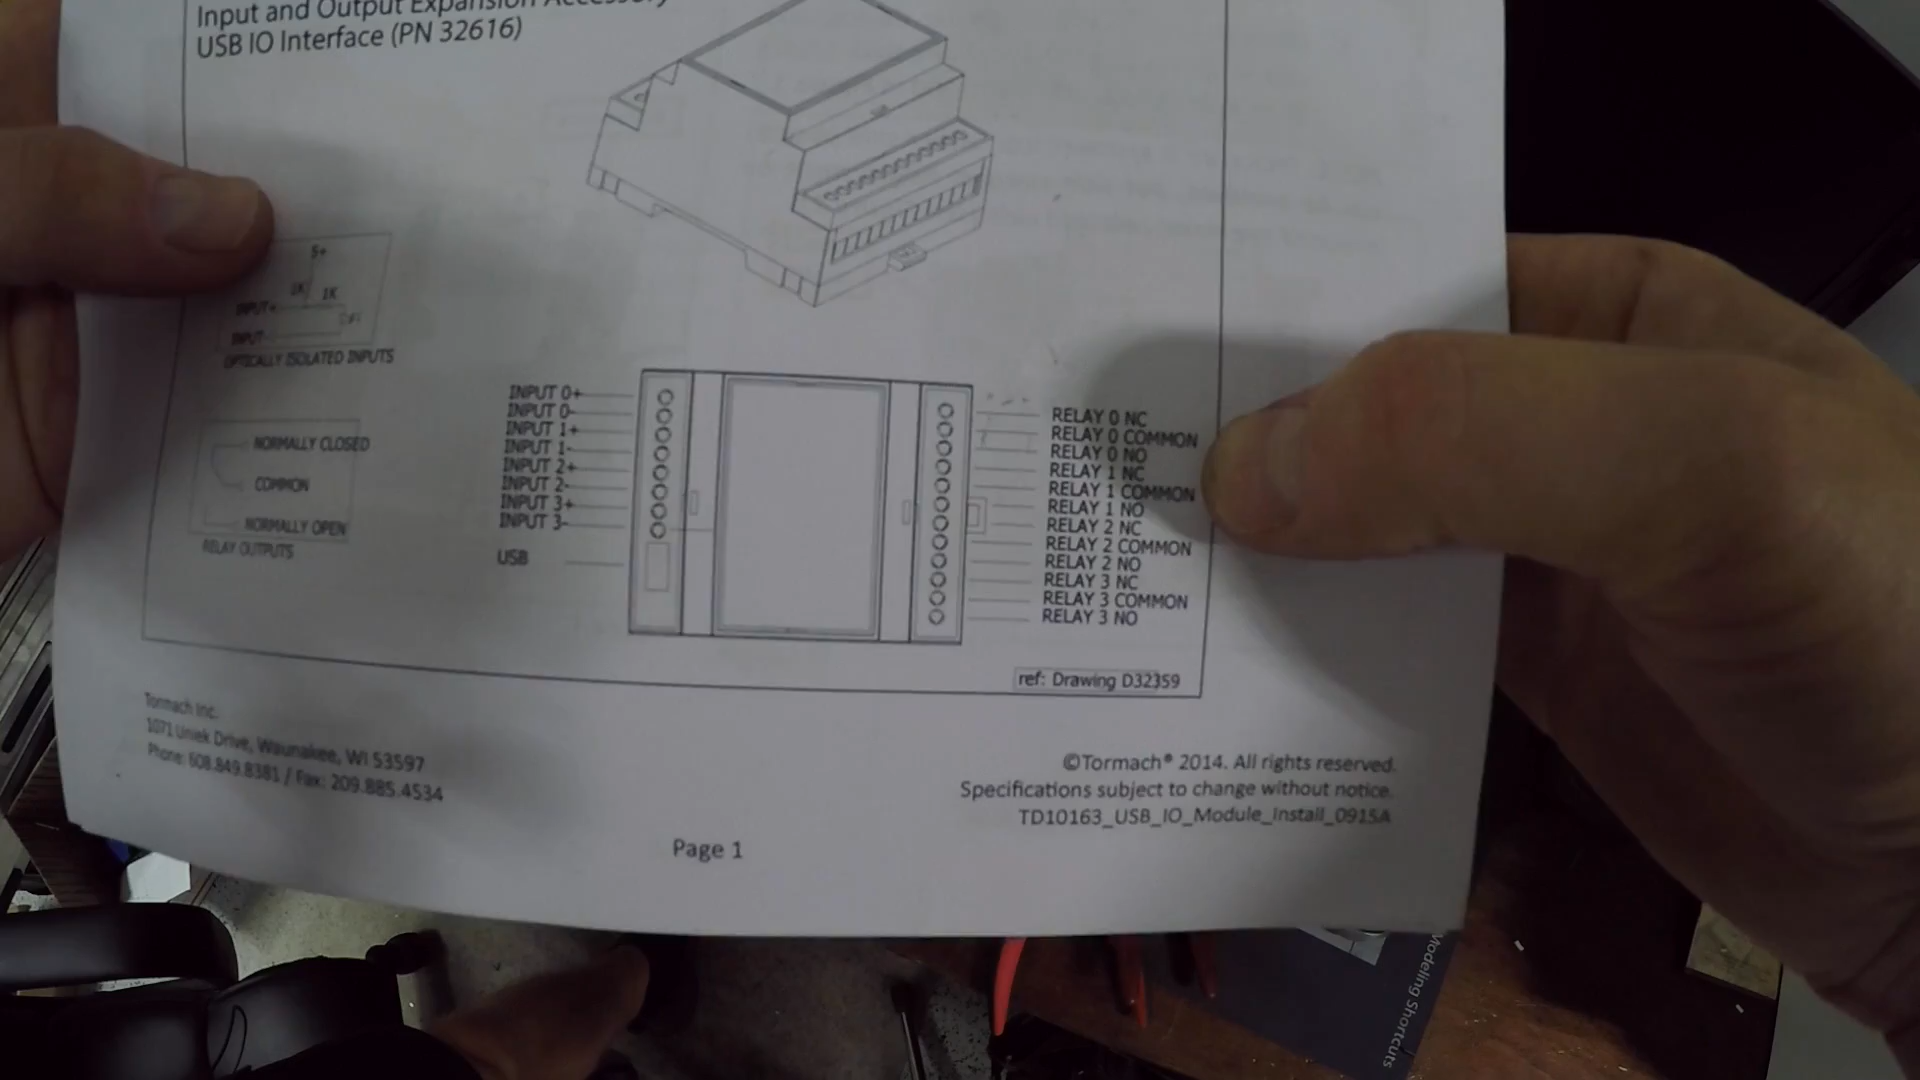 Input and Output Expansion Accessory
USB IO Interface (PN 32616)
5+
1K
1K
INPUT+
INPUT-
OPTICALLY ISOLATED INPUTS
NORMALLY CLOSED
COMMON
NORMALLY OPEN
RELAY OUTPUTS
INPUT 0+
INPUT 0-
INPUT 1+
INPUT 1-
INPUT 2+
INPUT 2-
INPUT 3+
INPUT 3-
USB
RELAY 0 NC
RELAY 0 COMMON
RELAY 0 NO
RELAY 1 NC
RELAY 1 COMMON
RELAY 1 NO
RELAY 2 NC
RELAY 2 COMMON
RELAY 2 NO
RELAY 3 NC
RELAY 3 COMMON
RELAY 3 NO
ref: Drawing D32359
Tormach Inc.
1071 Uniek Drive, Waunakee, WI 53597
Phone: 608.849.8381 / Fax: 209.885.4534
©Tormach® 2014. All rights reserved.
Specifications subject to change without notice.
TD10163_USB_IO_Module_Install_0915A
Page 1
Modeling Shortcuts